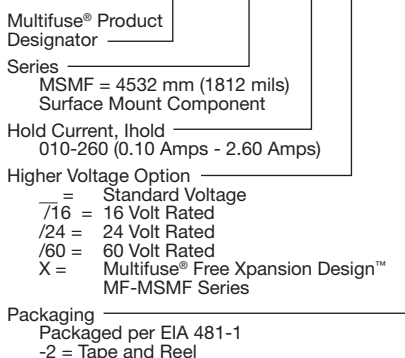 Multifuse® Product
Designator
Series
MSMF = 4532 mm (1812 mils)
Surface Mount Component
Hold Current, Ihold
010-260 (0.10 Amps - 2.60 Amps)
Higher Voltage Option
__ = Standard Voltage
/16 = 16 Volt Rated
/24 = 24 Volt Rated
/60 = 60 Volt Rated
X = Multifuse® Free Xpansion Design™
MF-MSMF Series
Packaging
Packaged per EIA 481-1
-2 = Tape and Reel